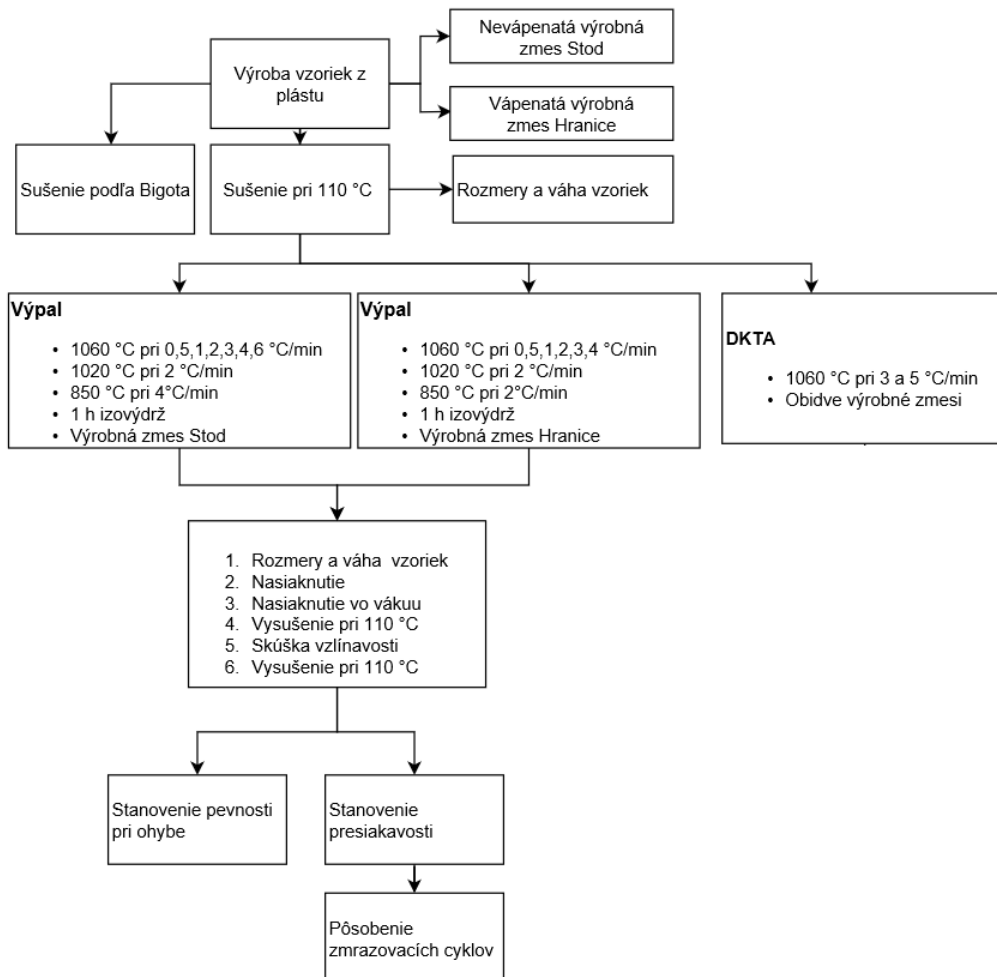 Nevápenatá výrobná
zmes Stod
Výroba vzoriek z
plástu
Vápenatá výrobná
zmes Hranice
Sušenie podľa Bigota
Sušenie pri 110 °C
Rozmery a váha vzoriek
Výpal
• 1060 °C pri 0,5,1,2,3,4,6 °C/min
• 1020 °C pri 2 °C/min
• 850 °C pri 4°C/min
• 1 h izovýdrž
• Výrobná zmes Stod
Výpal
• 1060 °C pri 0,5,1,2,3,4 °C/min
• 1020 °C pri 2 °C/min
• 850 °C pri 2°C/min
• 1 h izovýdrž
• Výrobná zmes Hranice
DKTA
• 1060 °C pri 3 a 5 °C/min
• Obidve výrobné zmesi
1. Rozmery a váha vzoriek
2. Nasiaknutie
3. Nasiaknutie vo vákuu
4. Vysušenie pri 110 °C
5. Skúška vzlínavosti
6. Vysušenie pri 110 °C
Stanovenie pevnosti
pri ohybe
Stanovenie
presiakavosti
Pôsobenie
zmrazovacích cyklov